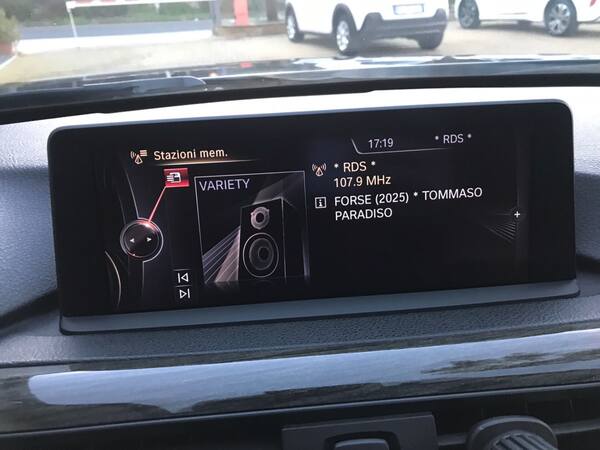 17:19 * RDS *
Stazioni mem.
* RDS *
107.9 MHz
VARIETY
FORSE (2025) * TOMMASO
PARADISO